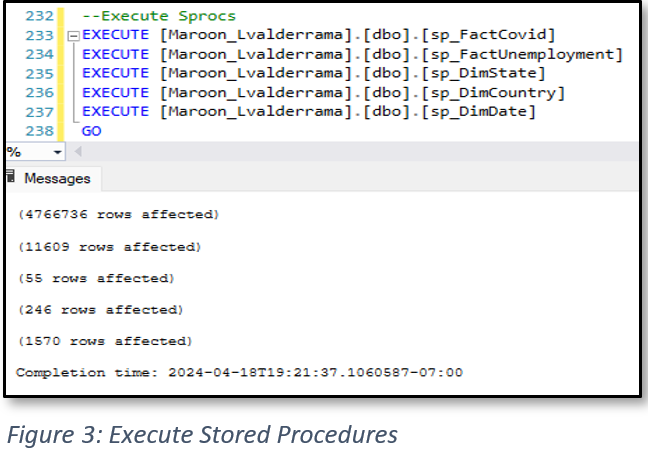 232 --Execute Sprocs
233 EXECUTE [Maroon_Lvalderrama].[dbo].[sp_FactCovid]
234 EXECUTE [Maroon_Lvalderrama].[dbo].[sp_FactUnemployment]
235 EXECUTE [Maroon_Lvalderrama].[dbo].[sp_DimState]
236 EXECUTE [Maroon_Lvalderrama].[dbo].[sp_DimCountry]
237 EXECUTE [Maroon_Lvalderrama].[dbo].[sp_DimDate]
238 GO
%
Messages
(4766736 rows affected)
(11609 rows affected)
(55 rows affected)
(246 rows affected)
(1570 rows affected)
Completion time: 2024-04-18T19:21:37.1060587-07:00
Figure 3: Execute Stored Procedures